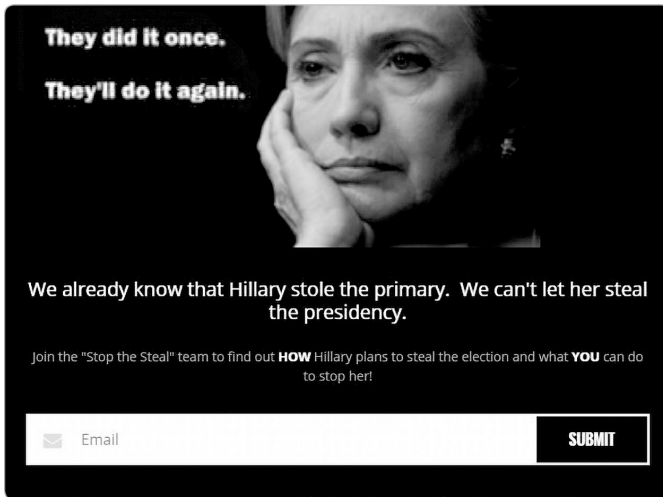 They did it once.
They'll do it again.
We already know that Hillary stole the primary.  We can't let her steal
the presidency.
Join the "Stop the Steal" team to find out HOW Hillary plans to steal the election and what YOU can do
to stop her!
Email
SUBMIT